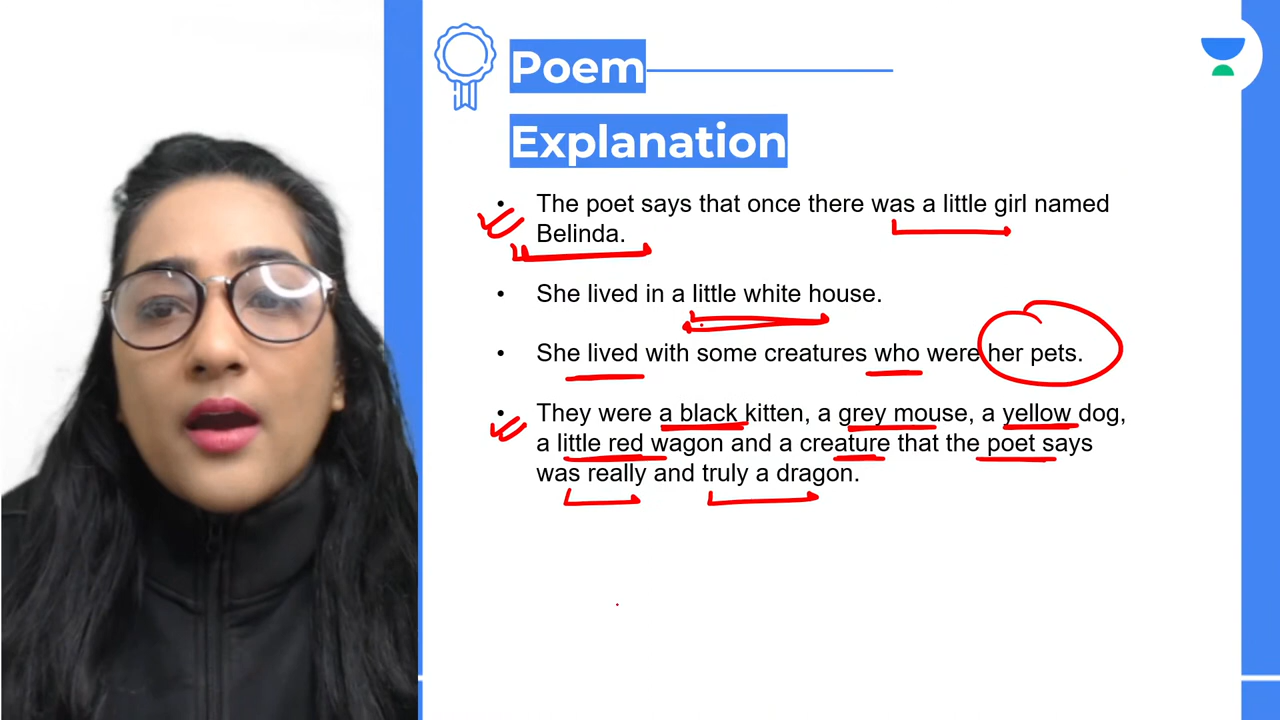 Poem
Explanation
• The poet says that once there was a little girl named
Belinda.
• She lived in a little white house.
• She lived with some creatures who were her pets.
• They were a black kitten, a grey mouse, a yellow dog,
a little red wagon and a creature that the poet says
was really and truly a dragon.